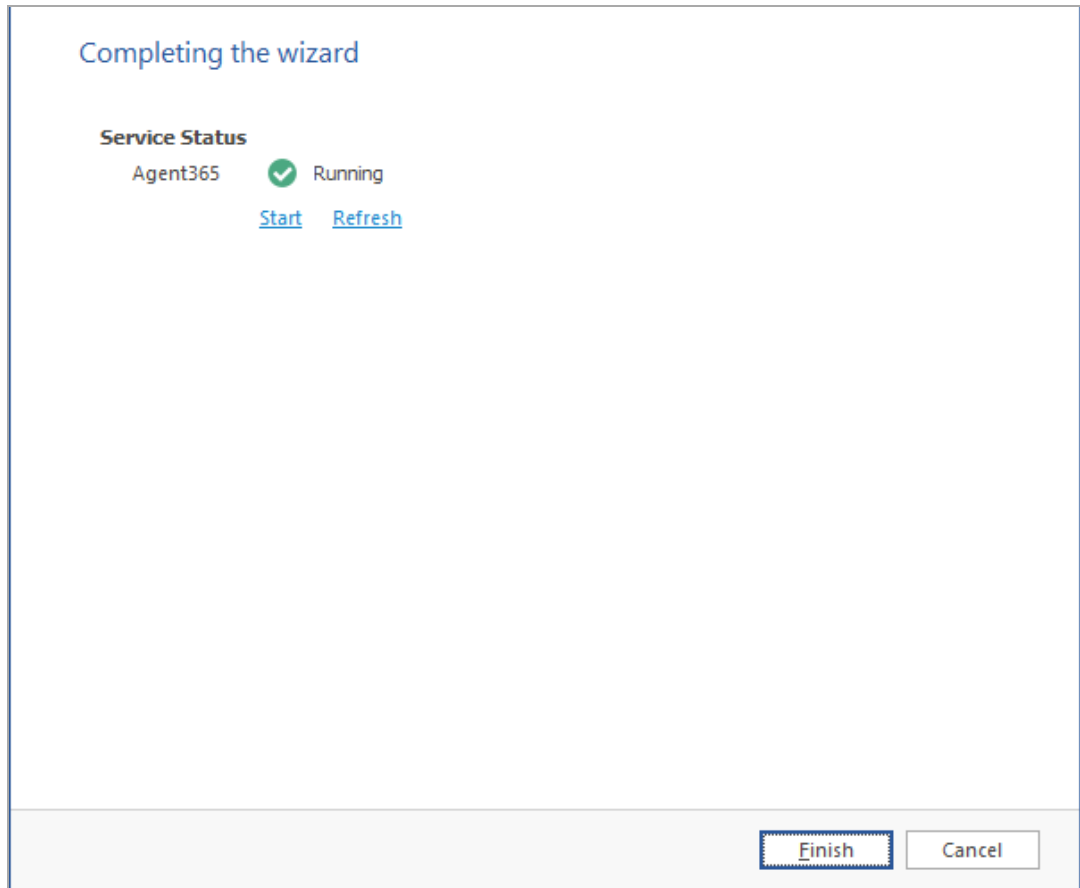 Completing the wizard
Service Status
Agent365 Running
Start Refresh
Finish Cancel